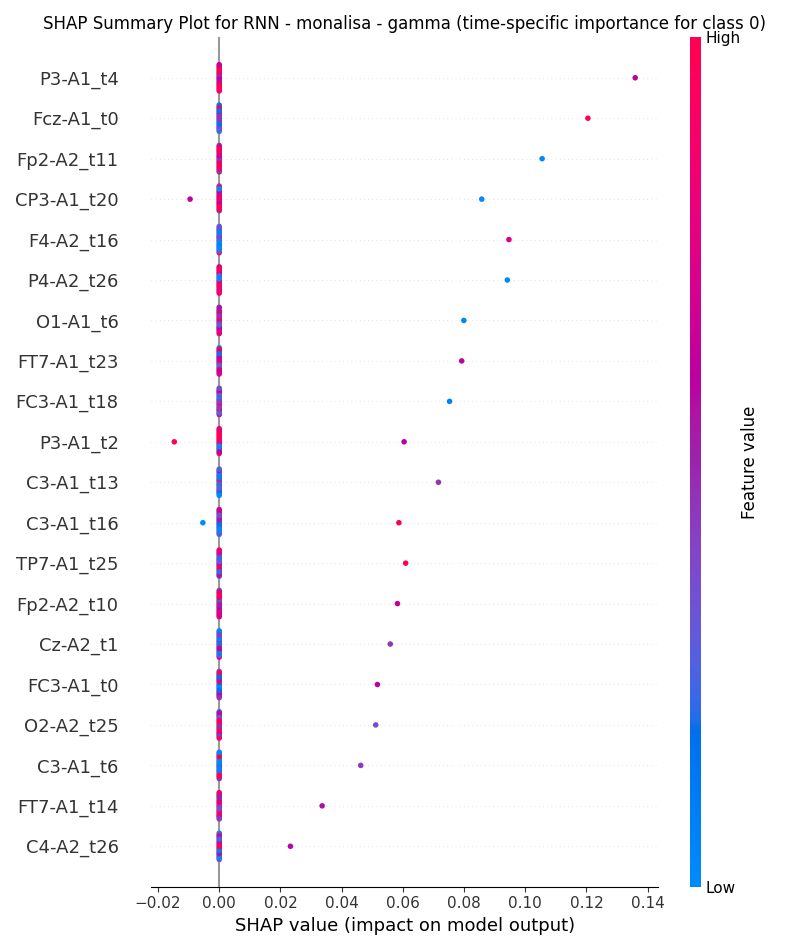 SHAP Summary Plot for RNN - monalisa - gamma (time-specific importance for class 0)
High
P3-A1_t4
Fcz-A1_t0
Fp2-A2_t11
CP3-A1_t20
F4-A2_t16
P4-A2_t26
O1-A1_t6
FT7-A1_t23
FC3-A1_t18
P3-A1_t2
C3-A1_t13
C3-A1_t16
TP7-A1_t25
Fp2-A2_t10
Cz-A2_t1
FC3-A1_t0
O2-A2_t25
C3-A1_t6
FT7-A1_t14
C4-A2_t26
Feature value
Low
−0.02 0.00 0.02 0.04 0.06 0.08 0.10 0.12 0.14
SHAP value (impact on model output)